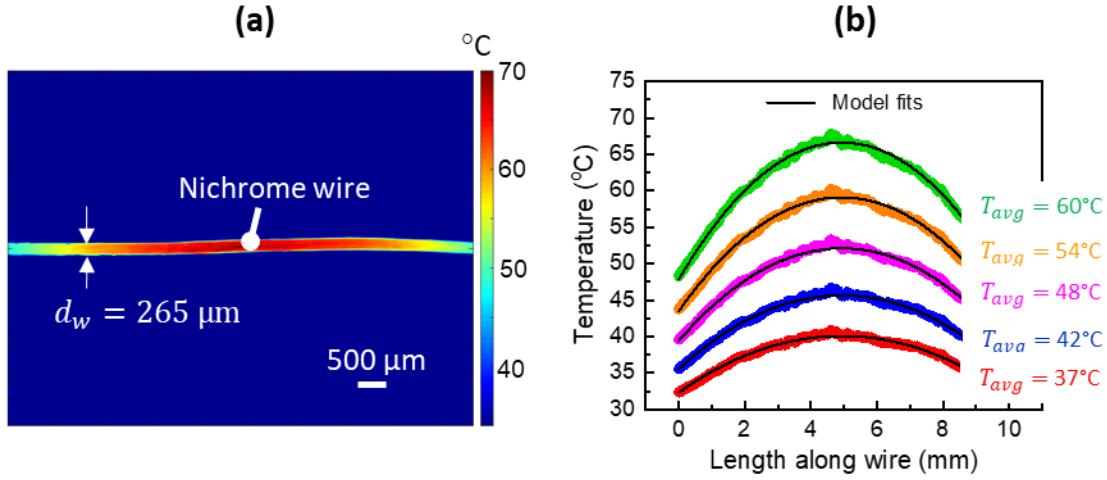 (a)
°C
70
60
50
40
Nichrome wire
d_w = 265 μm
500 μm
(b)
Temperature (°C)
75
70
65
60
55
50
45
40
35
30
Model fits
T_avg = 60°C
T_avg = 54°C
T_avg = 48°C
T_ava = 42°C
T_avg = 37°C
0 2 4 6 8 10
Length along wire (mm)